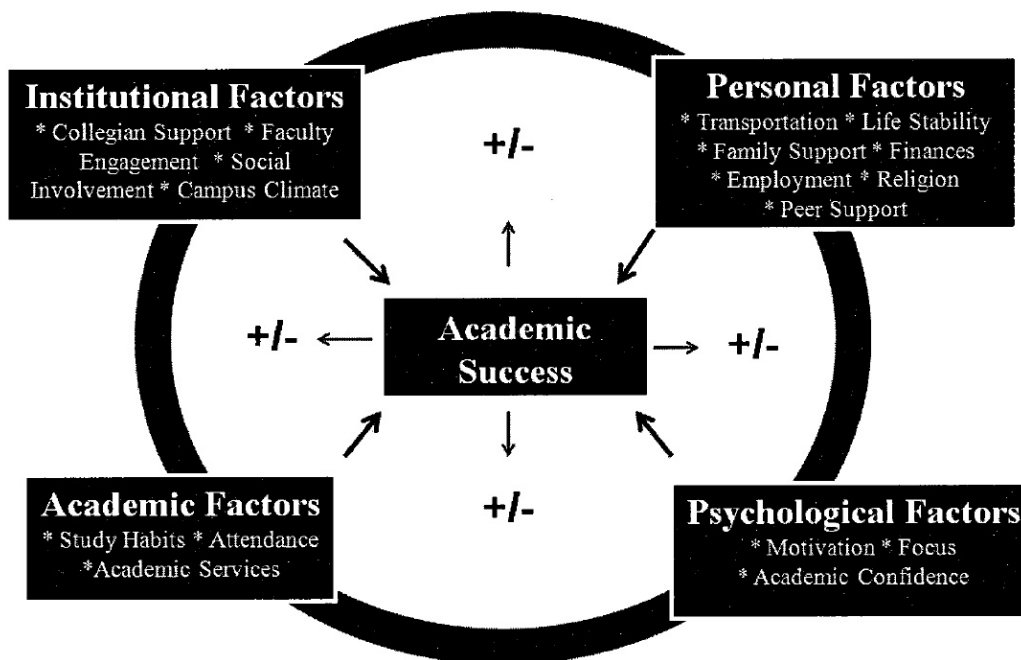 Institutional Factors
* Collegian Support * Faculty
Engagement * Social
Involvement * Campus Climate
Personal Factors
* Transportation * Life Stability
* Family Support * Finances
* Employment * Religion
* Peer Support
+/-
+/-
Academic
Success
+/-
+/-
Academic Factors
* Study Habits * Attendance
*Academic Services
Psychological Factors
* Motivation * Focus
* Academic Confidence